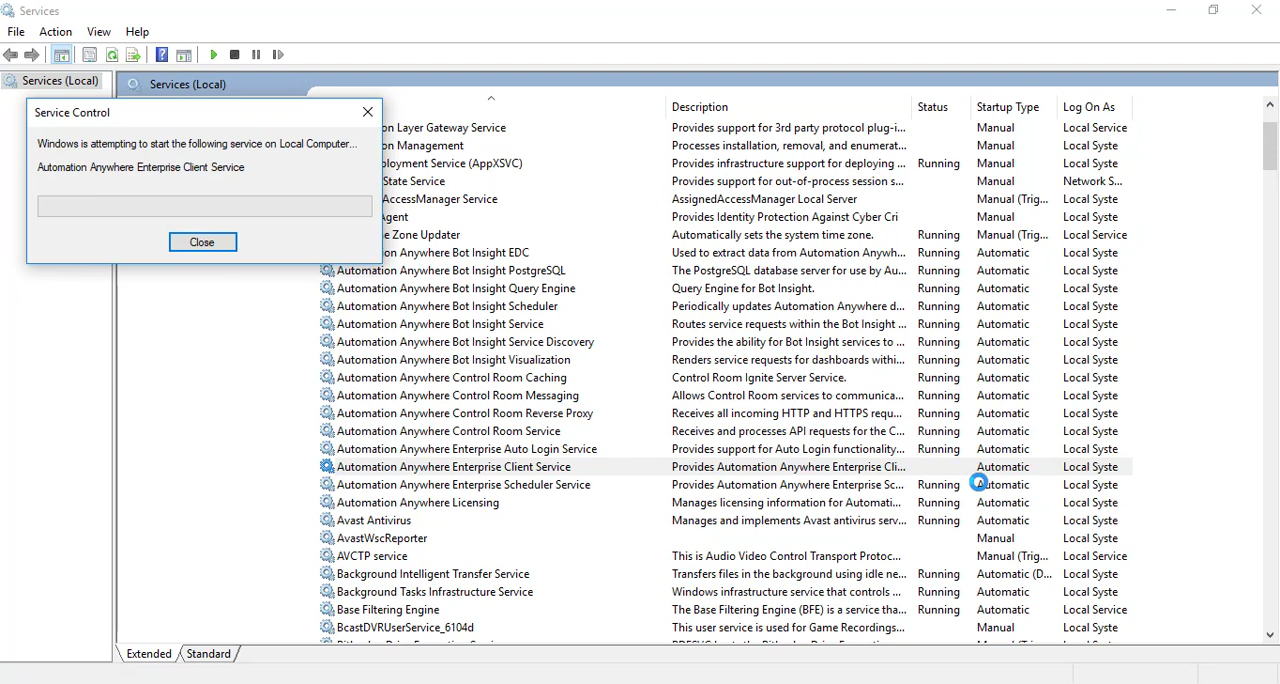 Services
File Action View Help
Services (Local)
Services (Local)
Service Control
Windows is attempting to start the following service on Local Computer...
Automation Anywhere Enterprise Client Service
Close
Description Status Startup Type Log On As
on Layer Gateway Service Provides support for 3rd party protocol plug-i... Manual Local Service
on Management Processes installation, removal, and enumerat... Manual Local Syste
ployment Service (AppXSVC) Provides infrastructure support for deploying ... Running Manual Local Syste
State Service Provides support for out-of-process session s... Manual Network S...
AccessManager Service AssignedAccessManager Local Server Manual (Trig... Local Syste
Agent Provides Identity Protection Against Cyber Cri Manual Local Syste
e Zone Updater Automatically sets the system time zone. Running Manual (Trig... Local Service
Automation Anywhere Bot Insight EDC Used to extract data from Automation Anywh... Running Automatic Local Syste
Automation Anywhere Bot Insight PostgreSQL The PostgreSQL database server for use by Au... Running Automatic Local Syste
Automation Anywhere Bot Insight Query Engine Query Engine for Bot Insight. Running Automatic Local Syste
Automation Anywhere Bot Insight Scheduler Periodically updates Automation Anywhere d... Running Automatic Local Syste
Automation Anywhere Bot Insight Service Routes service requests within the Bot Insight ... Running Automatic Local Syste
Automation Anywhere Bot Insight Service Discovery Provides the ability for Bot Insight services to ... Running Automatic Local Syste
Automation Anywhere Bot Insight Visualization Renders service requests for dashboards withi... Running Automatic Local Syste
Automation Anywhere Control Room Caching Control Room Ignite Server Service. Running Automatic Local Syste
Automation Anywhere Control Room Messaging Allows Control Room services to communica... Running Automatic Local Syste
Automation Anywhere Control Room Reverse Proxy Receives all incoming HTTP and HTTPS requ... Running Automatic Local Syste
Automation Anywhere Control Room Service Receives and processes API requests for the C... Running Automatic Local Syste
Automation Anywhere Enterprise Auto Login Service Provides support for Auto Login functionality... Running Automatic Local Syste
Automation Anywhere Enterprise Client Service Provides Automation Anywhere Enterprise Cli... Automatic Local Syste
Automation Anywhere Enterprise Scheduler Service Provides Automation Anywhere Enterprise Sc... Running Automatic Local Syste
Automation Anywhere Licensing Manages licensing information for Automati... Running Automatic Local Syste
Avast Antivirus Manages and implements Avast antivirus serv... Running Automatic Local Syste
AvastWscReporter Manual Local Syste
AVCTP service This is Audio Video Control Transport Protoc... Manual (Trig... Local Service
Background Intelligent Transfer Service Transfers files in the background using idle ne... Running Automatic (D... Local Syste
Background Tasks Infrastructure Service Windows infrastructure service that controls ... Running Automatic Local Syste
Base Filtering Engine The Base Filtering Engine (BFE) is a service tha... Running Automatic Local Service
BcastDVRUserService_6104d This user service is used for Game Recordings... Manual Local Syste
Extended Standard